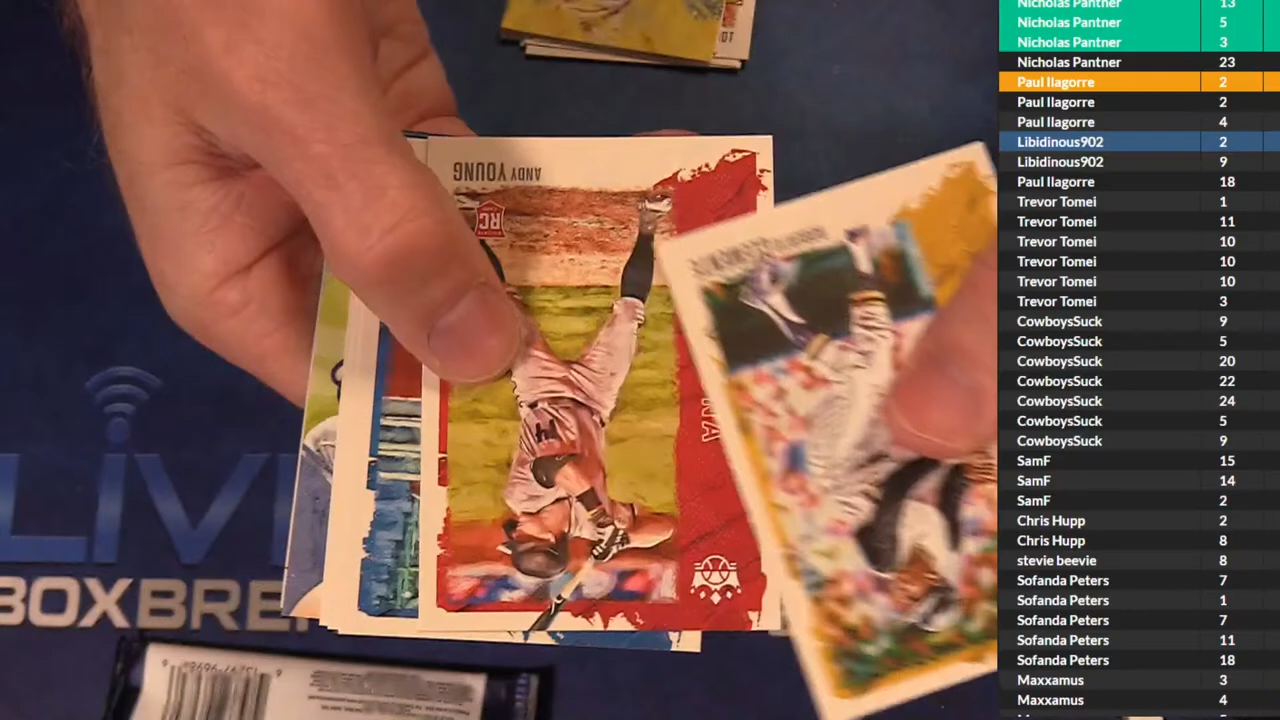 ANDY YOUNG
RC
LIV
BOXBRE
Nicholas Pantner 13
Nicholas Pantner 5
Nicholas Pantner 3
Nicholas Pantner 23
Paul Ilagorre 2
Paul Ilagorre 2
Paul Ilagorre 4
Libidinous902 2
Libidinous902 9
Paul Ilagorre 18
Trevor Tomei 1
Trevor Tomei 11
Trevor Tomei 10
Trevor Tomei 10
Trevor Tomei 10
Trevor Tomei 3
CowboysSuck 9
CowboysSuck 5
CowboysSuck 20
CowboysSuck 22
CowboysSuck 24
CowboysSuck 5
CowboysSuck 9
SamF 15
SamF 14
SamF 2
Chris Hupp 2
Chris Hupp 8
stevie beevie 8
Sofanda Peters 7
Sofanda Peters 1
Sofanda Peters 7
Sofanda Peters 11
Sofanda Peters 18
Maxxamus 3
Maxxamus 4